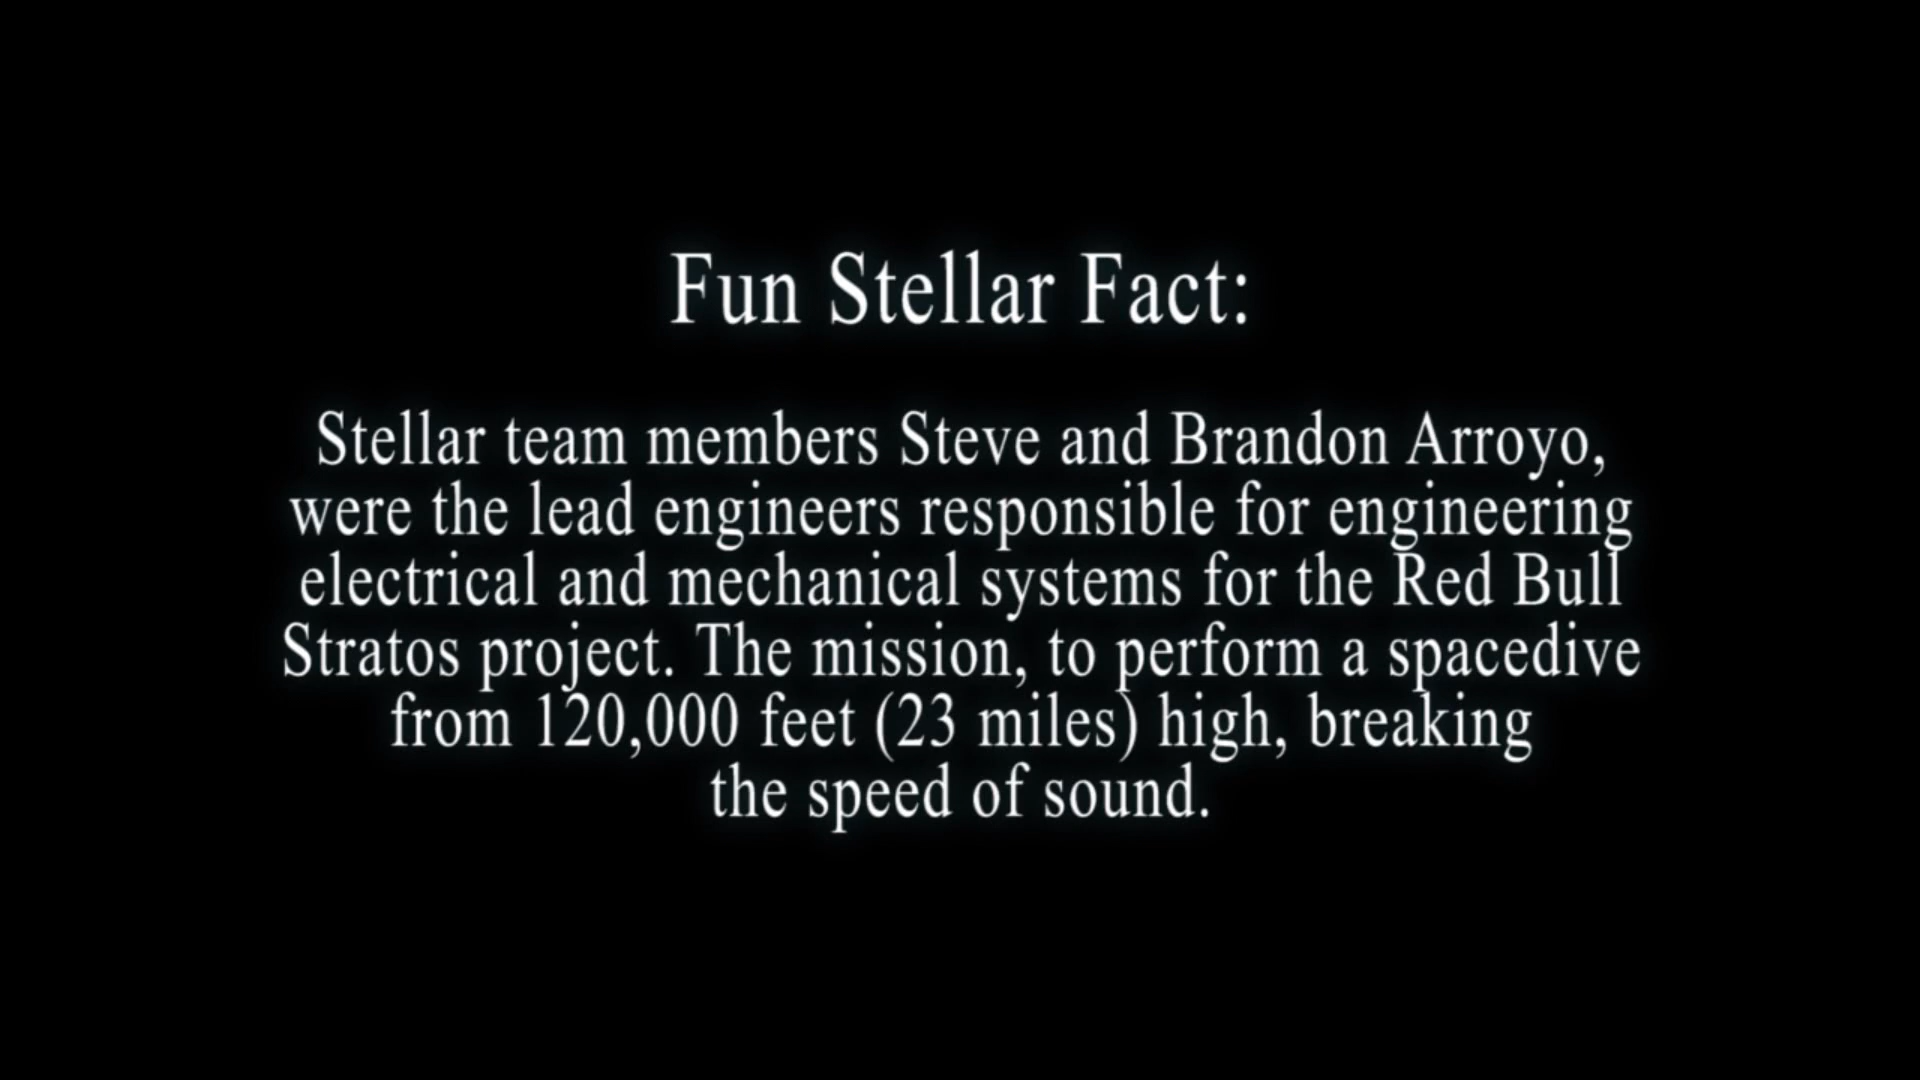 Fun Stellar Fact:
Stellar team members Steve and Brandon Arroyo,
were the lead engineers responsible for engineering
electrical and mechanical systems for the Red Bull
Stratos project. The mission, to perform a spacedive
from 120,000 feet (23 miles) high, breaking
the speed of sound.